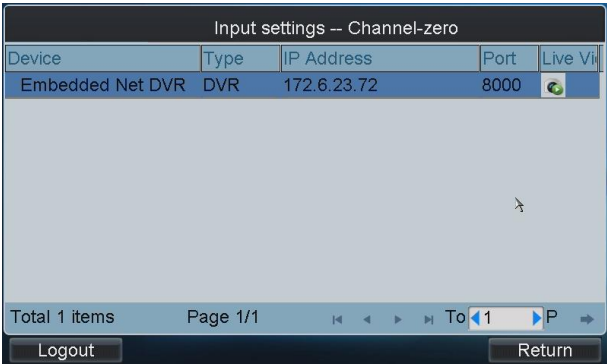 Input settings -- Channel-zero
Device Type IP Address Port Live Vi
Embedded Net DVR DVR 172.6.23.72 8000
Total 1 items Page 1/1 To 1 P
Logout Return